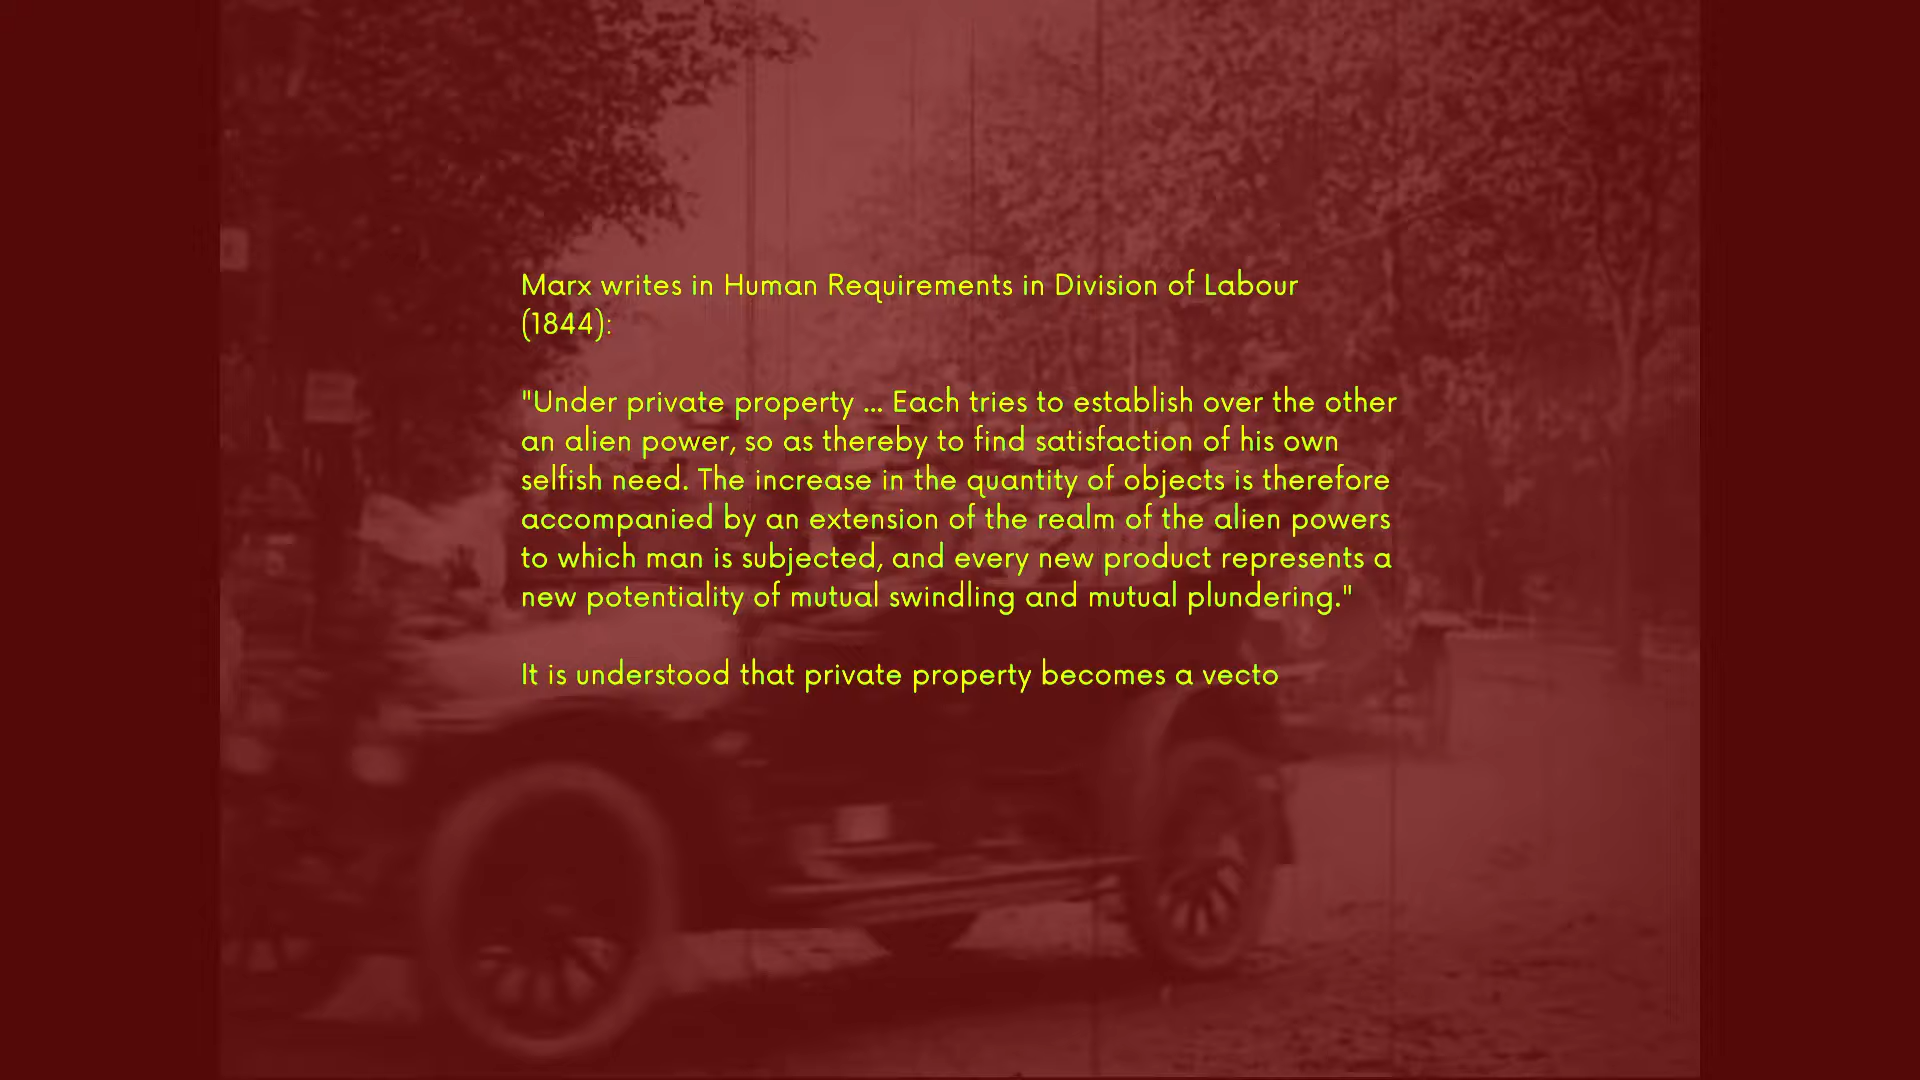 Marx writes in Human Requirements in Division of Labour
(1844):
"Under private property ... Each tries to establish over the other
an alien power, so as thereby to find satisfaction of his own
selfish need. The increase in the quantity of objects is therefore
accompanied by an extension of the realm of the alien powers
to which man is subjected, and every new product represents a
new potentiality of mutual swindling and mutual plundering."
It is understood that private property becomes a vecto